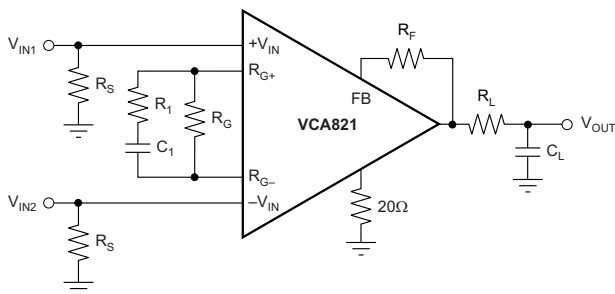 R_F
V_IN1
+V_IN
R_G+
R_S
R_1
R_G
FB
R_L
V_OUT
VCA821
C_1
C_L
R_G–
V_IN2
–V_IN
20Ω
R_S